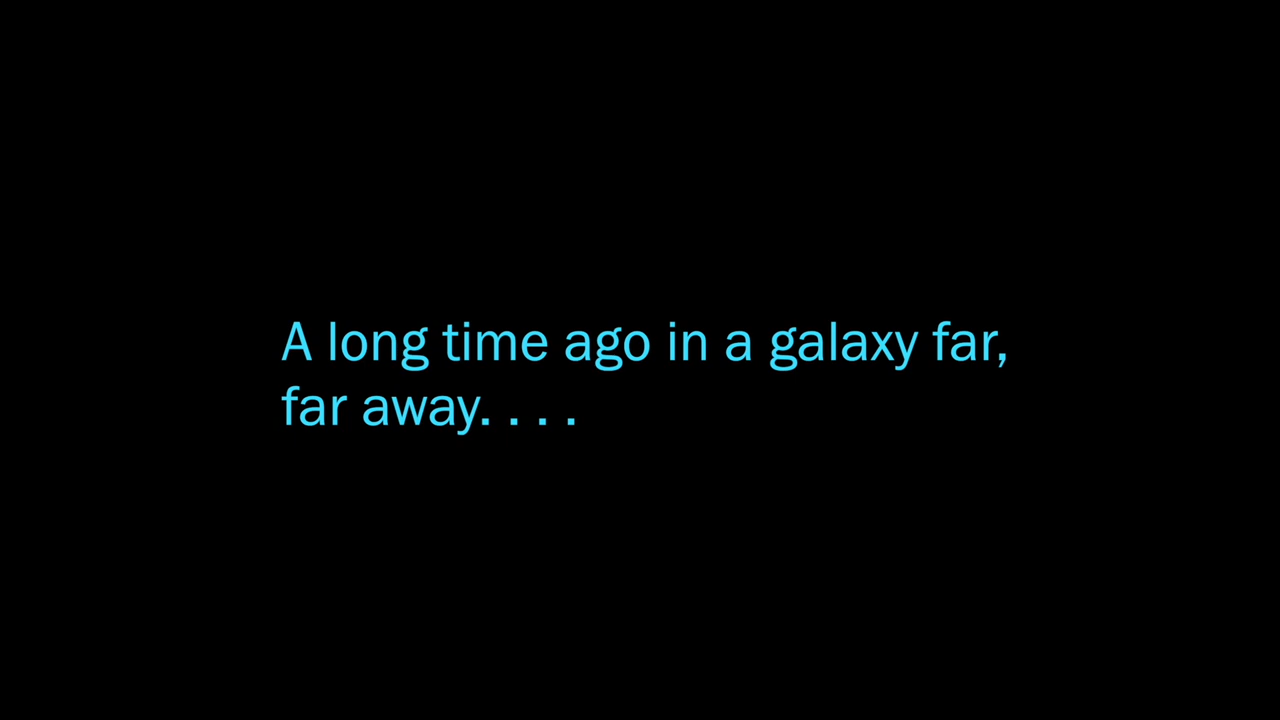 A long time ago in a galaxy far,
far away. . . .